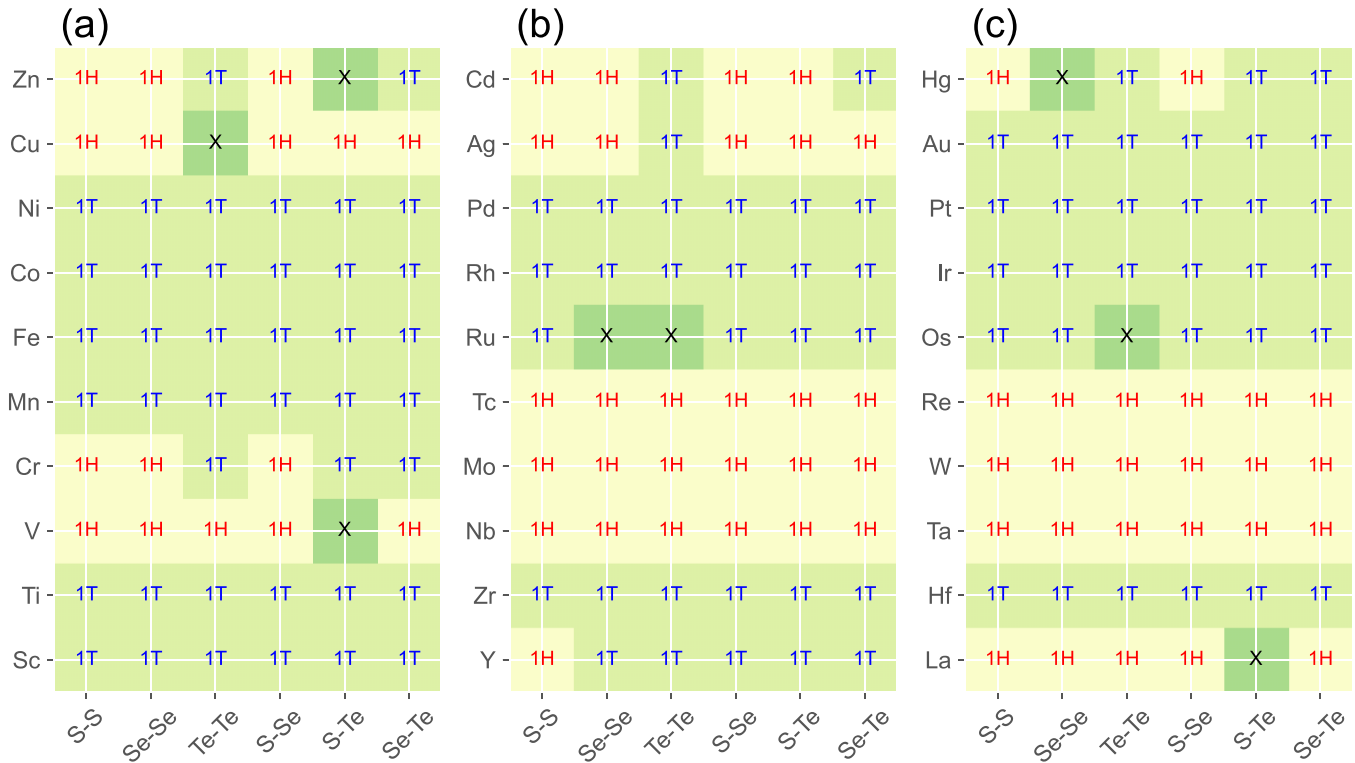 (a) (b) (c)
Zn 1H 1H 1T 1H X 1T Cd 1H 1H 1T 1H 1H 1T Hg 1H X 1T 1H 1T 1T
Cu 1H 1H X 1H 1H 1H Ag 1H 1H 1T 1H 1H 1H Au 1T 1T 1T 1T 1T 1T
Ni 1T 1T 1T 1T 1T 1T Pd 1T 1T 1T 1T 1T 1T Pt 1T 1T 1T 1T 1T 1T
Co 1T 1T 1T 1T 1T 1T Rh 1T 1T 1T 1T 1T 1T Ir 1T 1T 1T 1T 1T 1T
Fe 1T 1T 1T 1T 1T 1T Ru 1T X X 1T 1T 1T Os 1T 1T X 1T 1T 1T
Mn 1T 1T 1T 1T 1T 1T Tc 1H 1H 1H 1H 1H 1H Re 1H 1H 1H 1H 1H 1H
Cr 1H 1H 1T 1H 1T 1T Mo 1H 1H 1H 1H 1H 1H W 1H 1H 1H 1H 1H 1H
V 1H 1H 1H 1H X 1H Nb 1H 1H 1H 1H 1H 1H Ta 1H 1H 1H 1H 1H 1H
Ti 1T 1T 1T 1T 1T 1T Zr 1T 1T 1T 1T 1T 1T Hf 1T 1T 1T 1T 1T 1T
Sc 1T 1T 1T 1T 1T 1T Y 1H 1T 1T 1T 1T 1T La 1H 1H 1H 1H X 1H
S-S Se-Se Te-Te S-Se S-Te Se-Te S-S Se-Se Te-Te S-Se S-Te Se-Te S-S Se-Se Te-Te S-Se S-Te Se-Te